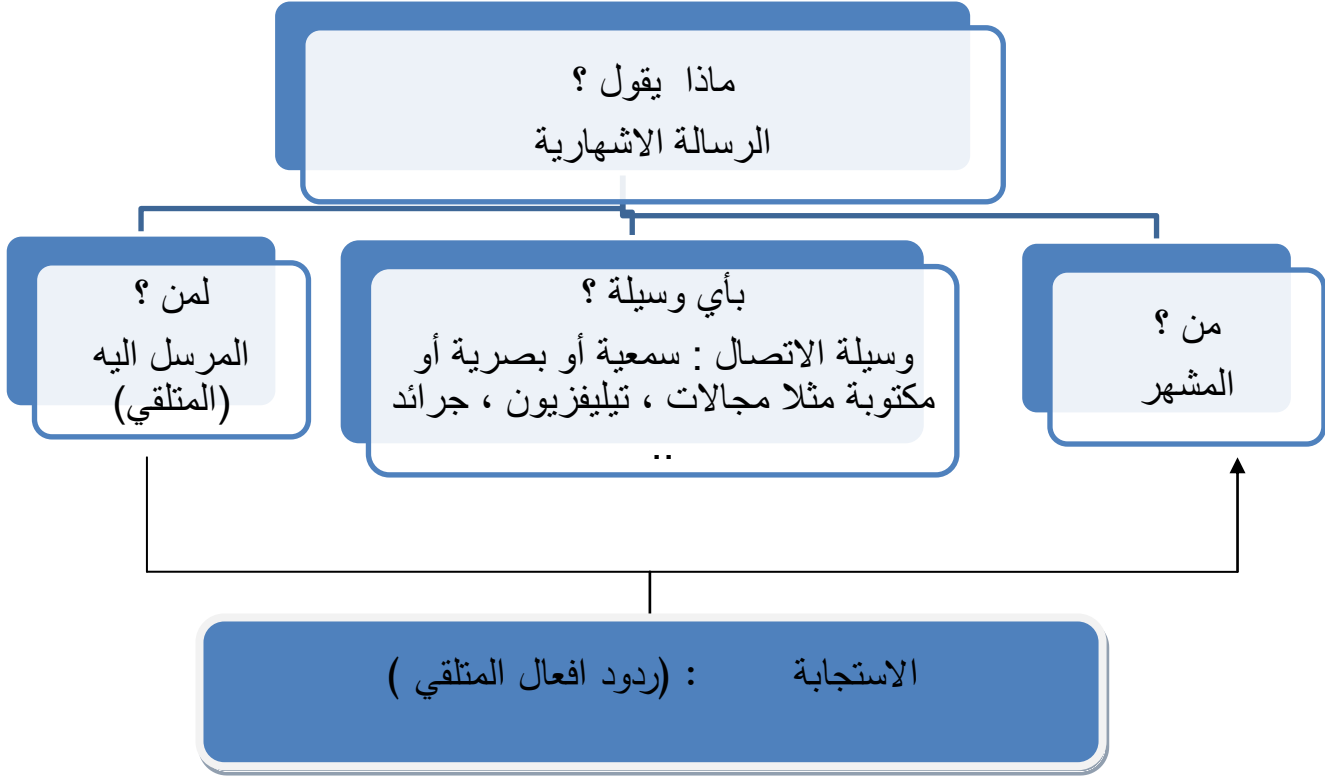 ماذا يقول ؟
الرسالة الاشهارية
من ؟
المشهر
بأي وسيلة ؟
وسيلة الاتصال : سمعية أو بصرية أو
مكتوبة مثلا مجالات ، تيليفزيون ، جرائد
..
لمن ؟
المرسل اليه
(المتلقي)
الاستجابة : (ردود افعال المتلقي )